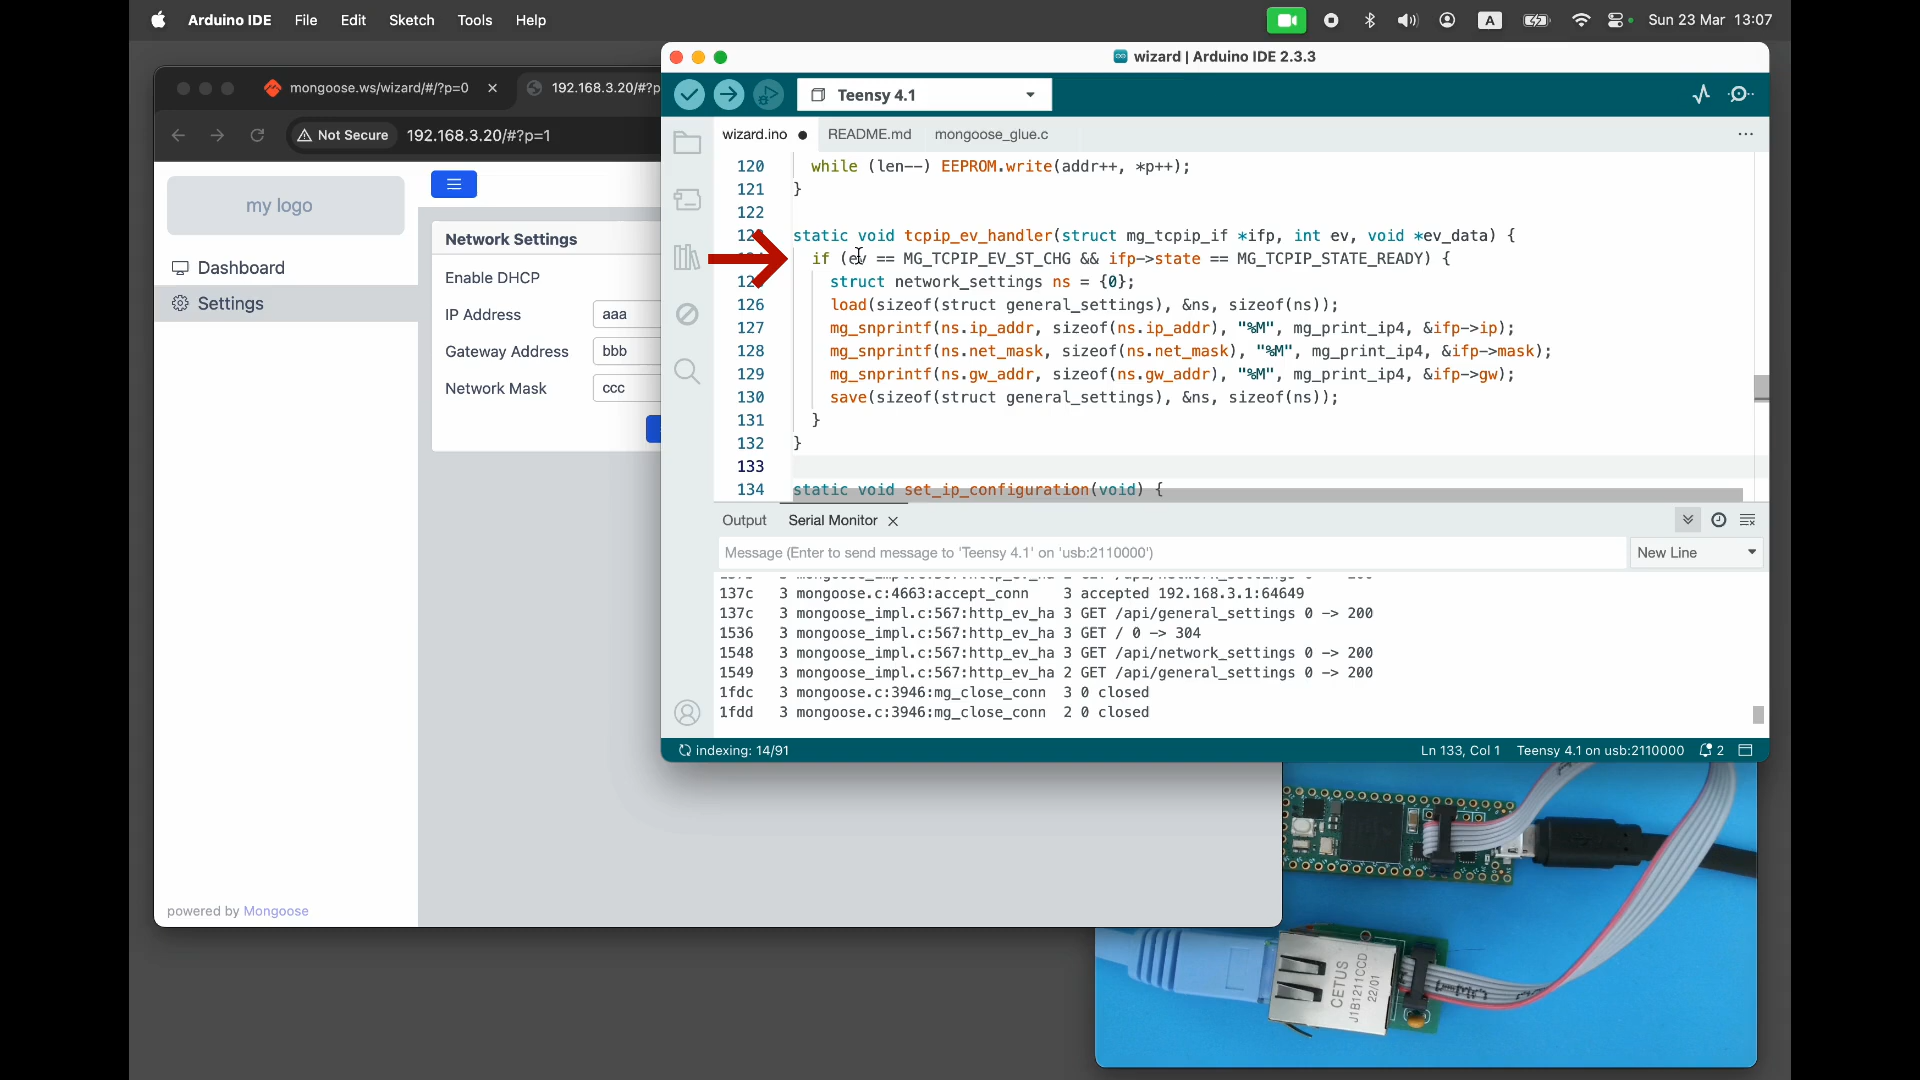 Arduino IDE File Edit Sketch Tools Help
A Sun 23 Mar 13:07
mongoose.ws/wizard/#/?p=0
192.168.3.20/#?p
Not Secure 192.168.3.20/#?p=1
my logo
Dashboard
Settings
Network Settings
Enable DHCP
IP Address aaa
Gateway Address bbb
Network Mask ccc
powered by Mongoose
wizard | Arduino IDE 2.3.3
Teensy 4.1
wizard.ino README.md mongoose_glue.c
120 while (len--) EEPROM.write(addr++, *p++);
121 }
122
static void tcpip_ev_handler(struct mg_tcpip_if *ifp, int ev, void *ev_data) {
if (ev == MG_TCPIP_EV_ST_CHG && ifp->state == MG_TCPIP_STATE_READY) {
struct network_settings ns = {0};
126 load(sizeof(struct general_settings), &ns, sizeof(ns));
127 mg_snprintf(ns.ip_addr, sizeof(ns.ip_addr), "%M", mg_print_ip4, &ifp->ip);
128 mg_snprintf(ns.net_mask, sizeof(ns.net_mask), "%M", mg_print_ip4, &ifp->mask);
129 mg_snprintf(ns.gw_addr, sizeof(ns.gw_addr), "%M", mg_print_ip4, &ifp->gw);
130 save(sizeof(struct general_settings), &ns, sizeof(ns));
131 }
132 }
133
134 static void set_ip_configuration(void) {
Output Serial Monitor
Message (Enter to send message to 'Teensy 4.1' on 'usb:2110000')
New Line
137c 3 mongoose.c:4663:accept_conn 3 accepted 192.168.3.1:64649
137c 3 mongoose_impl.c:567:http_ev_ha 3 GET /api/general_settings 0 -> 200
1536 3 mongoose_impl.c:567:http_ev_ha 3 GET / 0 -> 304
1548 3 mongoose_impl.c:567:http_ev_ha 3 GET /api/network_settings 0 -> 200
1549 3 mongoose_impl.c:567:http_ev_ha 2 GET /api/general_settings 0 -> 200
1fdc 3 mongoose.c:3946:mg_close_conn 3 0 closed
1fdd 3 mongoose.c:3946:mg_close_conn 2 0 closed
indexing: 14/91
Ln 133, Col 1 Teensy 4.1 on usb:2110000 2
CETUS
J1B1211CCD
22/01